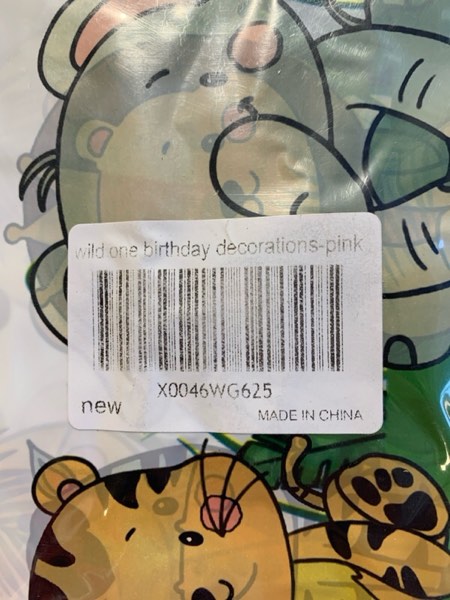 wild one birthday decorations-pink
X0046WG625
new
MADE IN CHINA